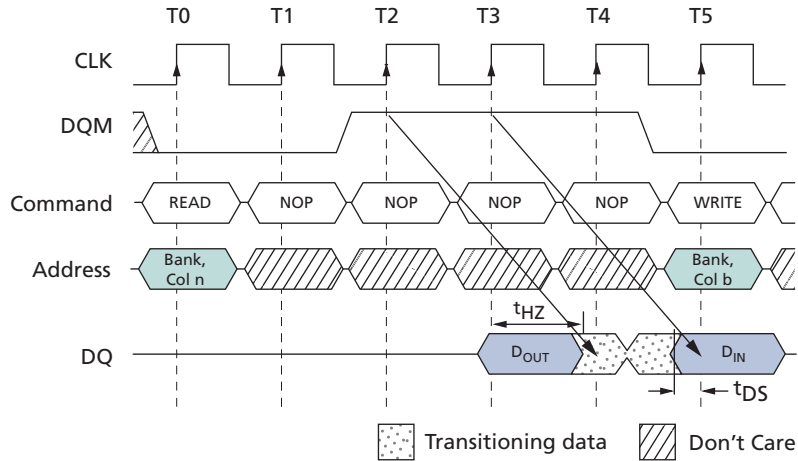 T0 T1 T2 T3 T4 T5
CLK
DQM
Command READ NOP NOP NOP NOP WRITE
Address Bank, Col n Bank, Col b
tHZ
DQ DOUT DIN
tDS
Transitioning data Don't Care